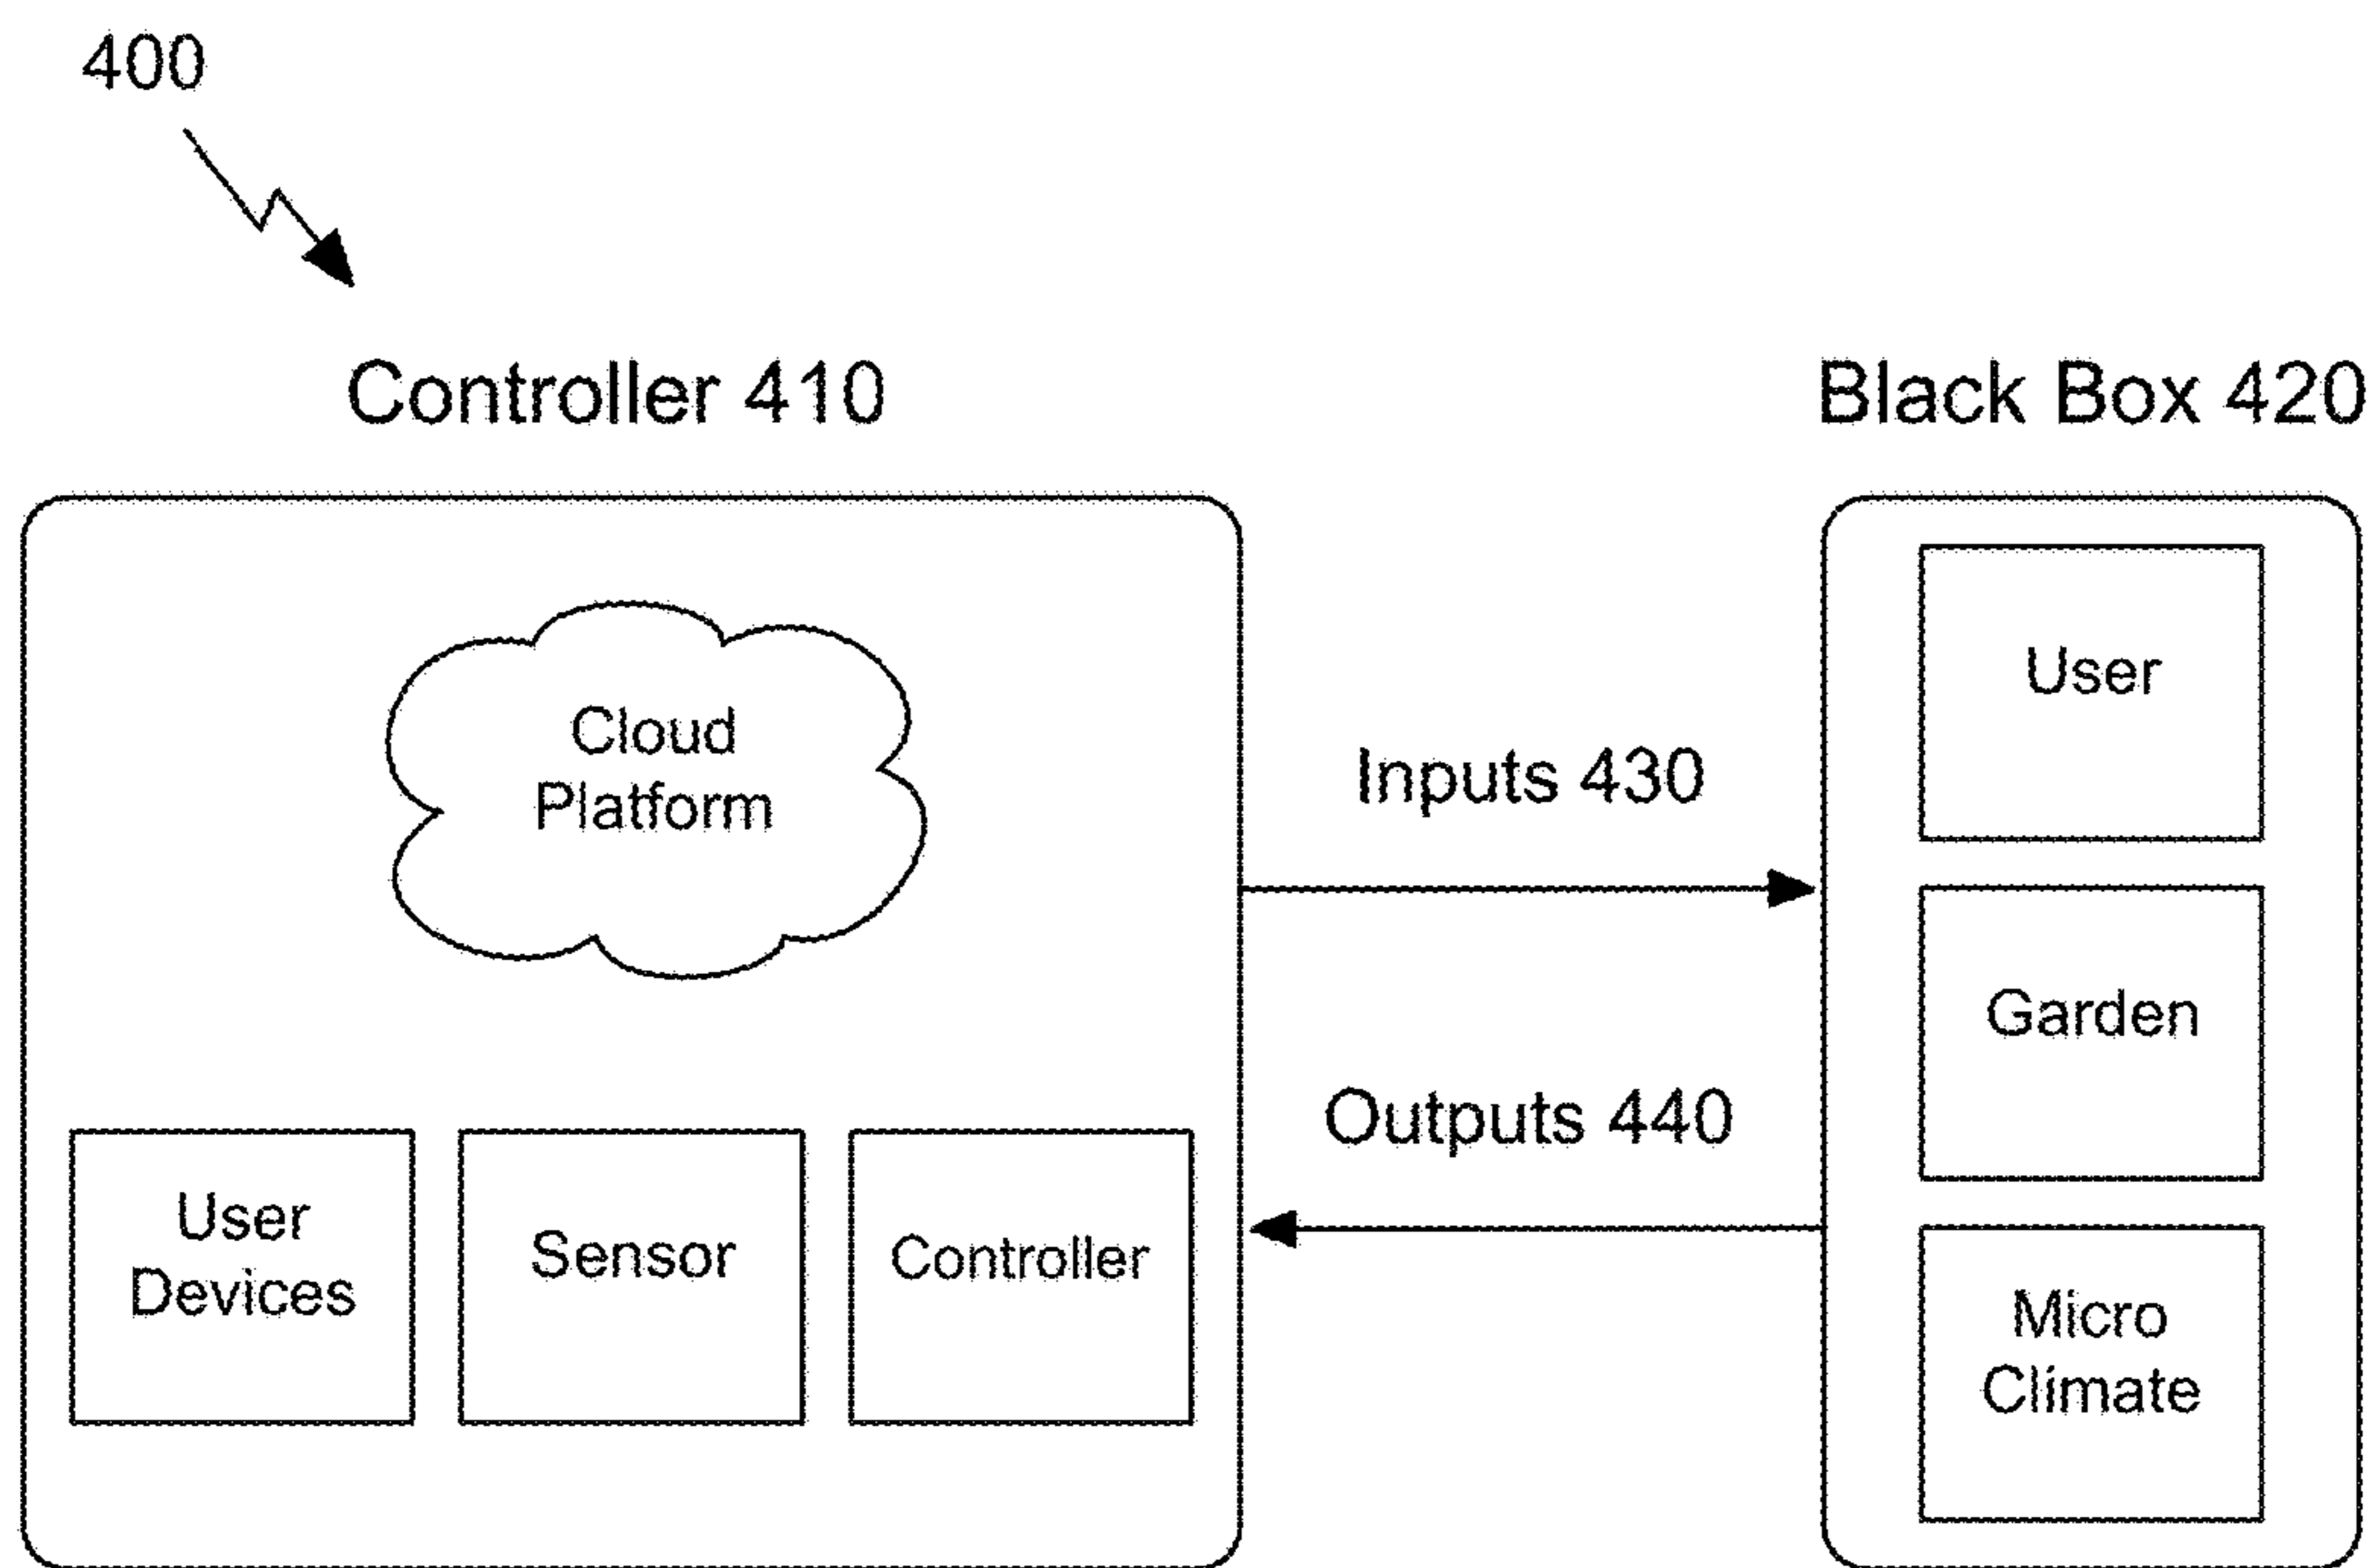 400
Controller 410
Black Box 420
Cloud
Platform
User
Devices
Sensor
Controller
Inputs 430
Outputs 440
User
Garden
Micro
Climate